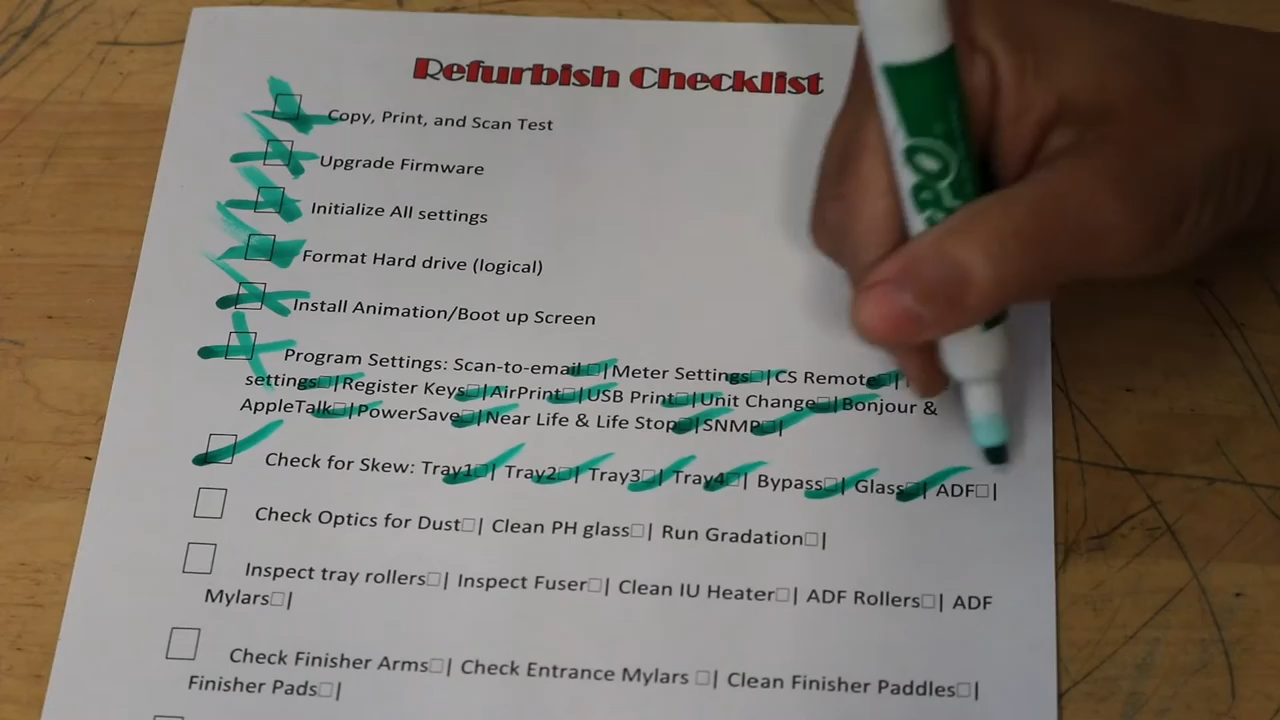 Refurbish Checklist
Copy, Print, and Scan Test
Upgrade Firmware
Initialize All settings
Format Hard drive (logical)
Install Animation/Boot up Screen
Program Settings: Scan-to-email□|Meter Settings□|CS Remote□|
settings□|Register Keys□|AirPrint□|USB Print□|Unit Change□|Bonjour &
AppleTalk□|PowerSave□|Near Life & Life Stop□|SNMP□|
Check for Skew: Tray1□| Tray2□| Tray3□| Tray4□| Bypass□| Glass□| ADF□|
Check Optics for Dust□| Clean PH glass□| Run Gradation□|
Inspect tray rollers□| Inspect Fuser□| Clean IU Heater□| ADF Rollers□| ADF
Mylars□|
Check Finisher Arms□| Check Entrance Mylars □| Clean Finisher Paddles□|
Finisher Pads□|